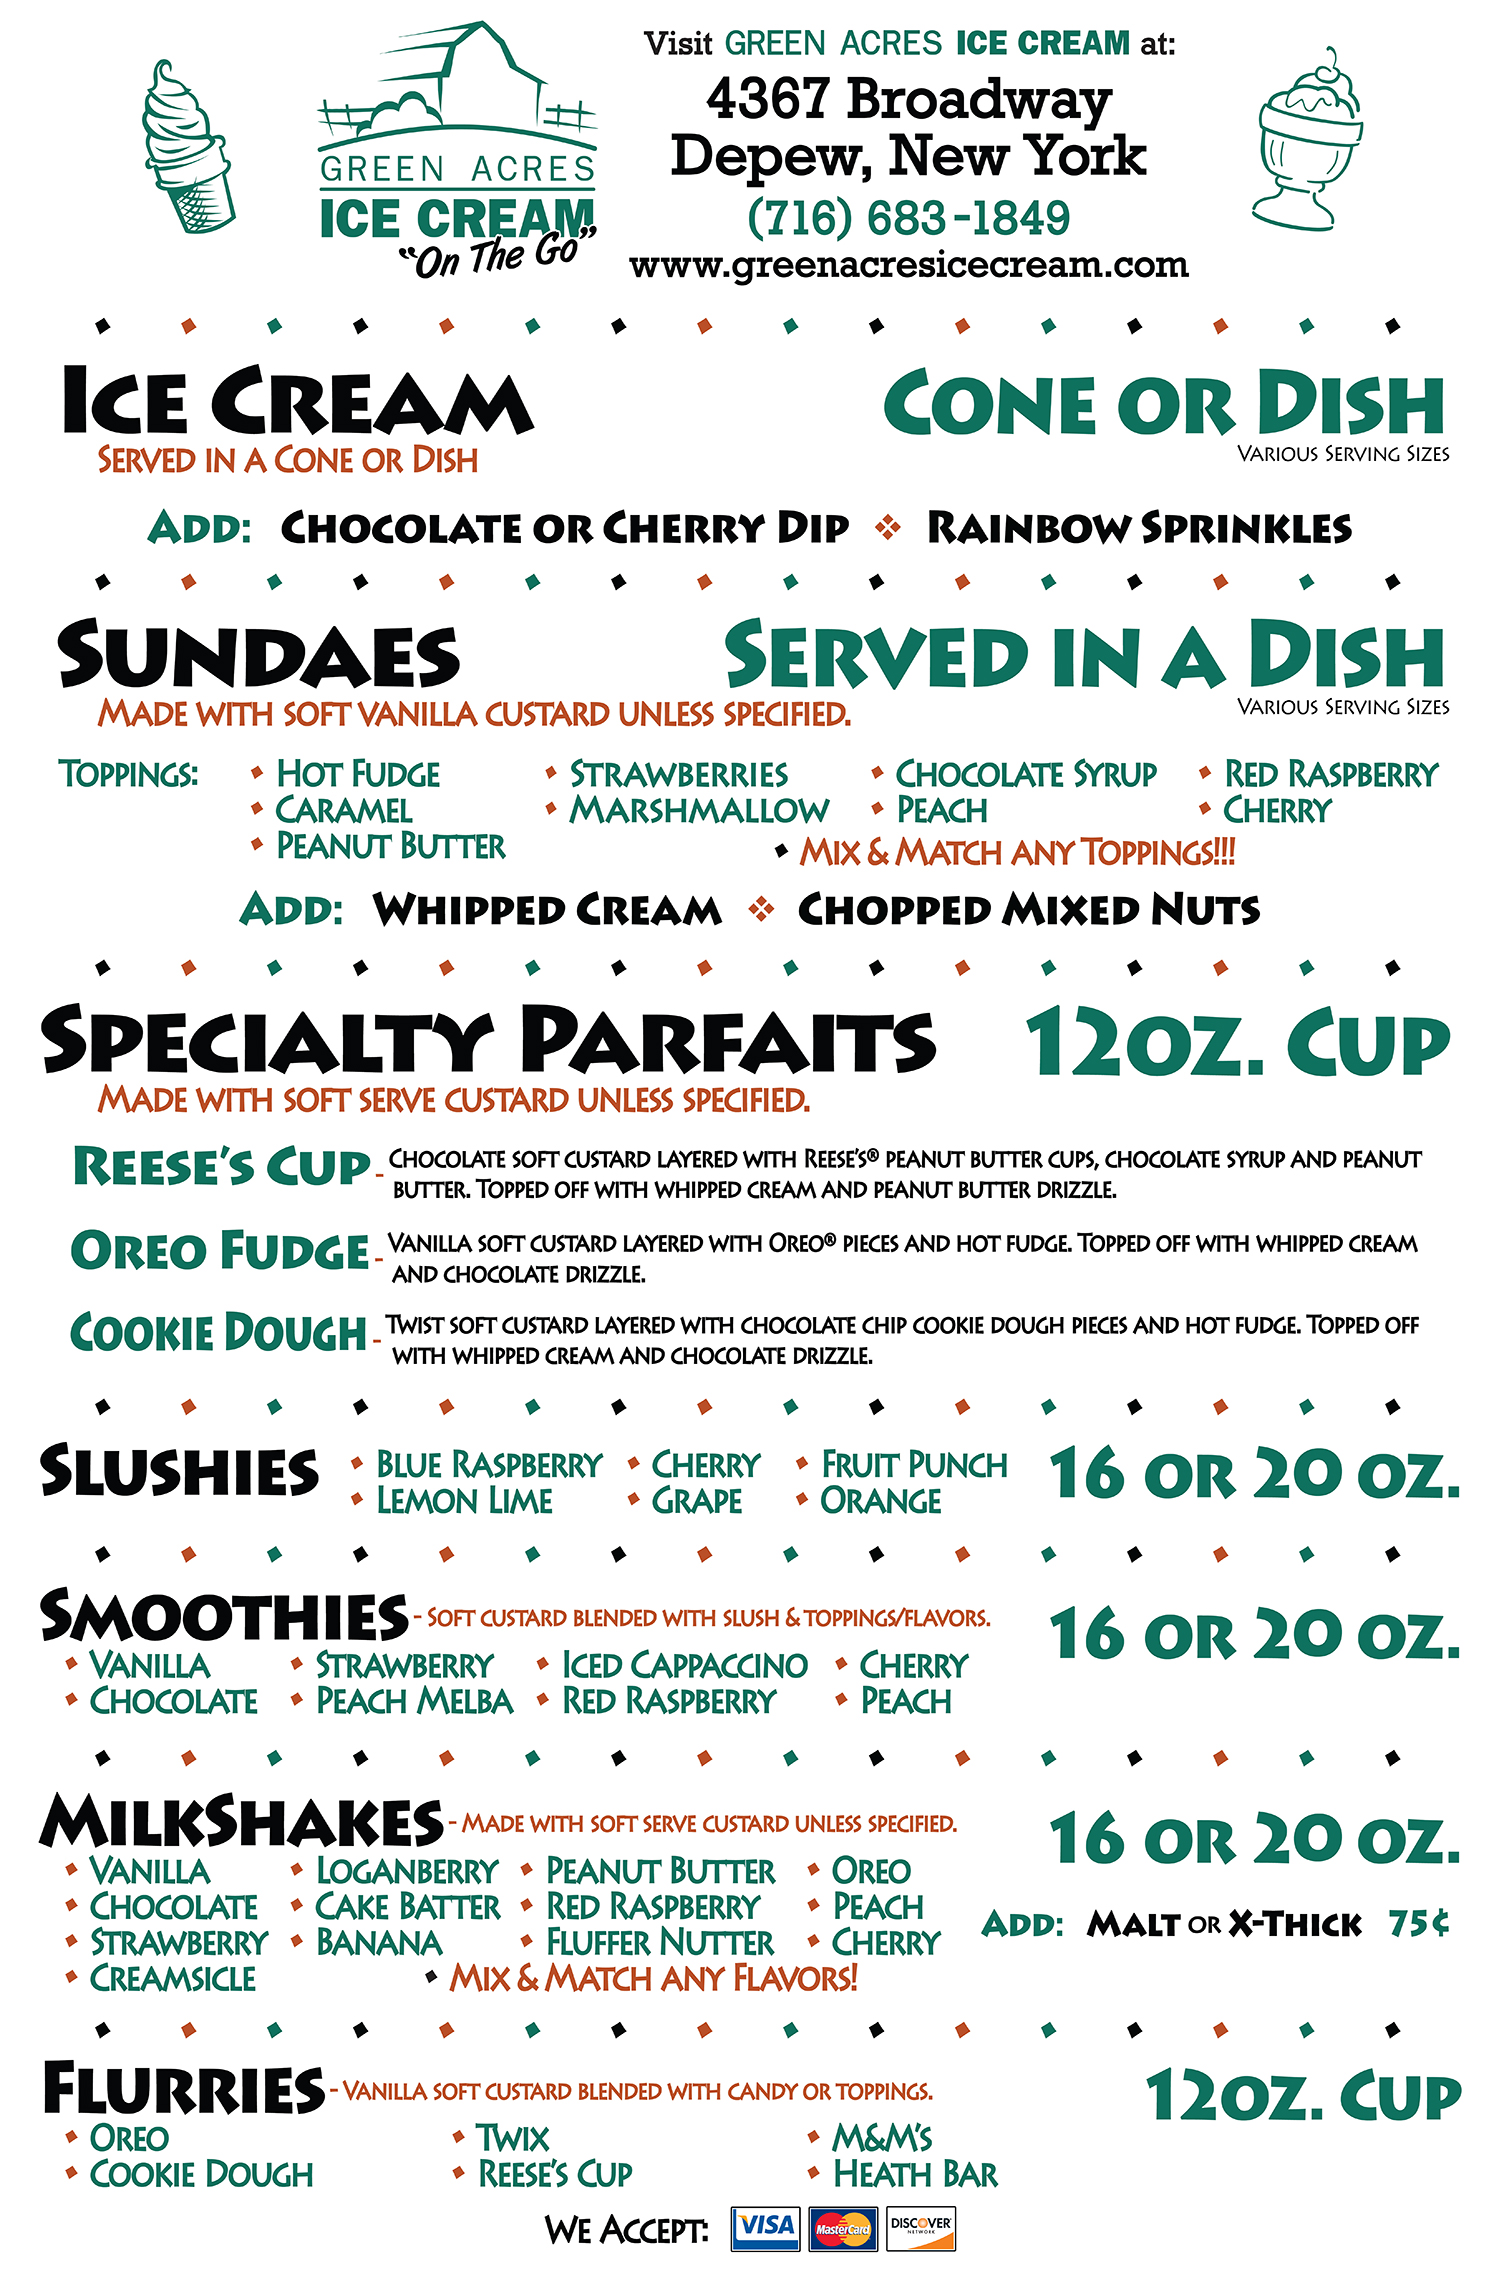 GREEN ACRES
ICE CREAM
"On The Go"
Visit GREEN ACRES ICE CREAM at:
4367 Broadway
Depew, New York
(716) 683-1849
www.greenacresicecream.com
Ice Cream
Cone or Dish
Served in a Cone or Dish
Various Serving Sizes
Add: Chocolate or Cherry Dip Rainbow Sprinkles
Sundaes
Served in a Dish
Made with soft vanilla custard unless specified.
Various Serving Sizes
Toppings: • Hot Fudge • Strawberries • Chocolate Syrup • Red Raspberry
• Caramel • Marshmallow • Peach • Cherry
• Peanut Butter • Mix & Match any Toppings!!!
Add: Whipped Cream Chopped Mixed Nuts
Specialty Parfaits 12oz. Cup
Made with soft serve custard unless specified.
Reese's Cup - Chocolate soft custard layered with Reese's® peanut butter cups, chocolate syrup and peanut
butter. Topped off with whipped cream and peanut butter drizzle.
Oreo Fudge - Vanilla soft custard layered with Oreo® pieces and hot fudge. Topped off with whipped cream
and chocolate drizzle.
Cookie Dough - Twist soft custard layered with chocolate chip cookie dough pieces and hot fudge. Topped off
with whipped cream and chocolate drizzle.
Slushies • Blue Raspberry • Cherry • Fruit Punch 16 or 20 oz.
• Lemon Lime • Grape • Orange
Smoothies - Soft custard blended with slush & toppings/flavors. 16 or 20 oz.
• Vanilla • Strawberry • Iced Cappaccino • Cherry
• Chocolate • Peach Melba • Red Raspberry • Peach
MilkShakes - Made with soft serve custard unless specified. 16 or 20 oz.
• Vanilla • Loganberry • Peanut Butter • Oreo
• Chocolate • Cake Batter • Red Raspberry • Peach
Add: Malt or X-Thick 75¢
• Strawberry • Banana • Fluffer Nutter • Cherry
• Creamsicle • Mix & Match any Flavors!
Flurries - Vanilla soft custard blended with candy or toppings. 12oz. Cup
• Oreo • Twix • M&M's
• Cookie Dough • Reese's Cup • Heath Bar
We Accept: VISA MasterCard DISCOVER
NETWORK